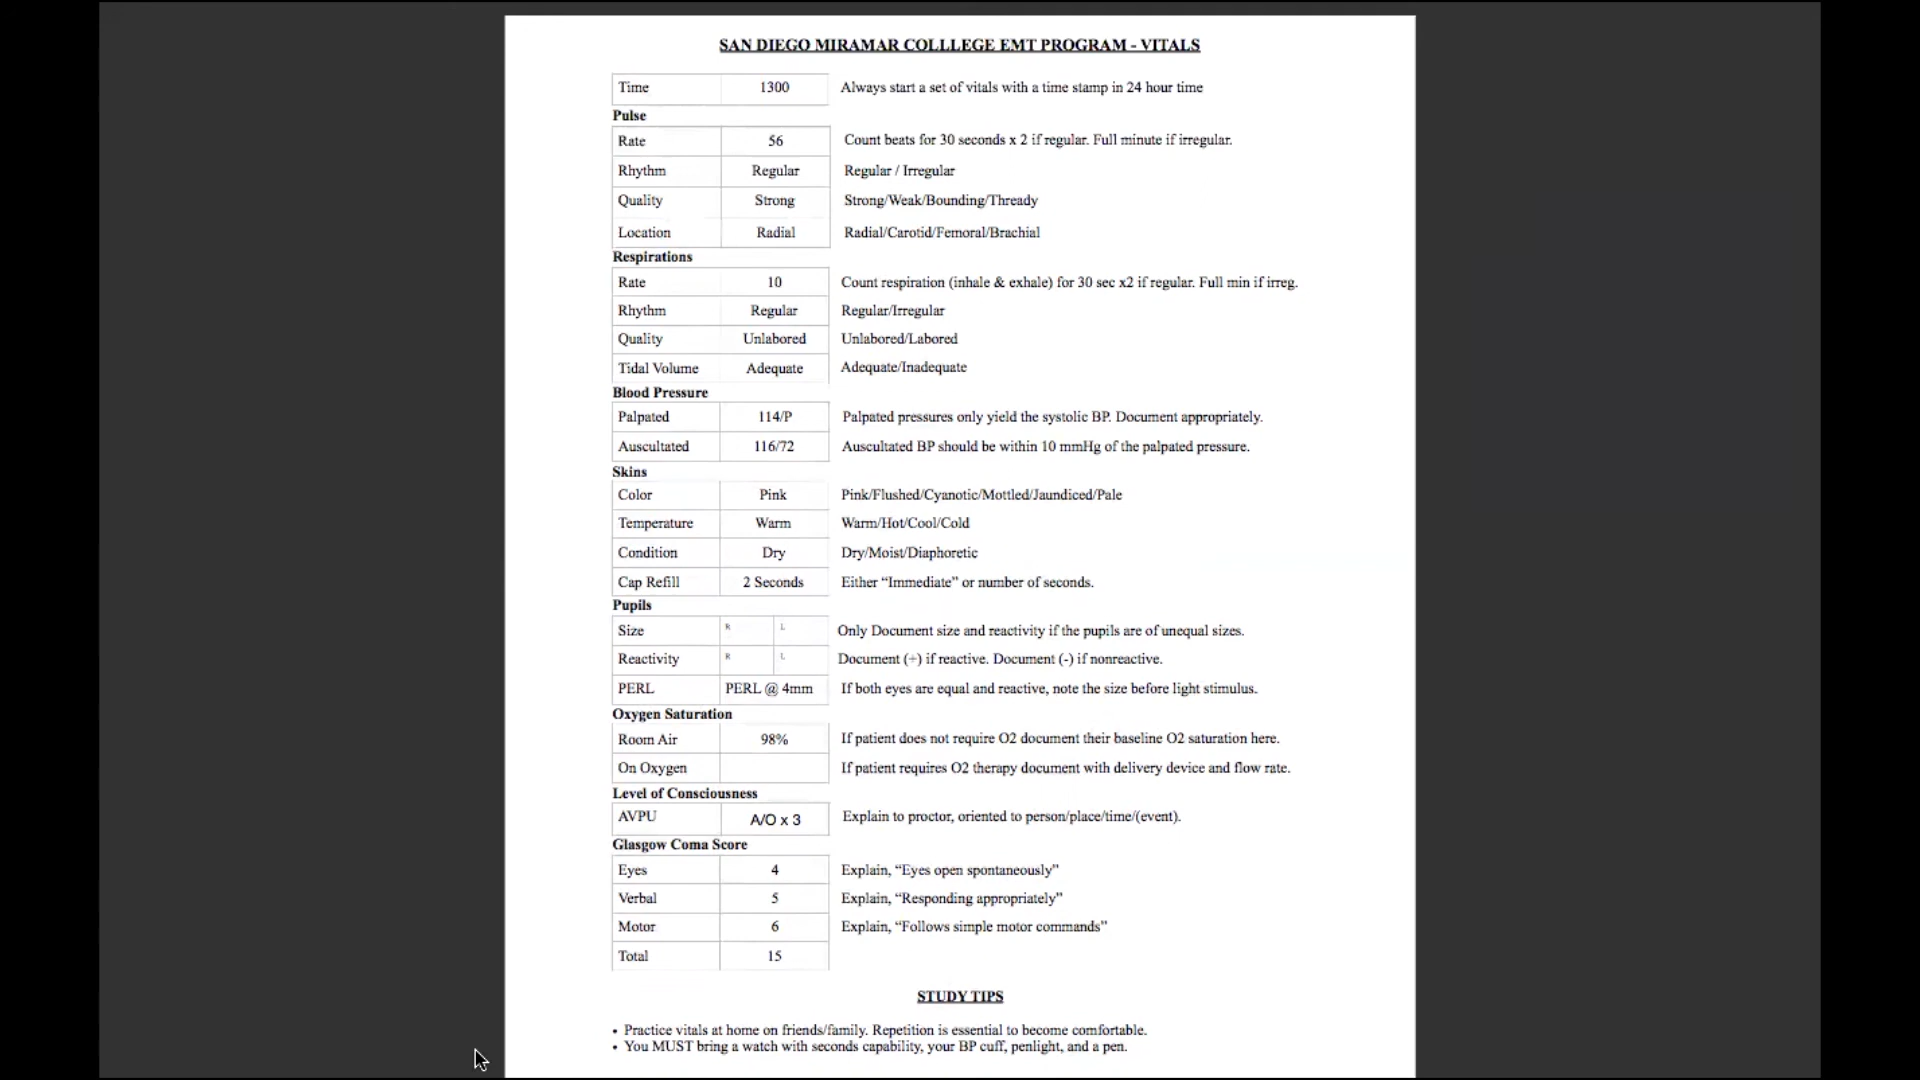 SAN DIEGO MIRAMAR COLLLEGE EMT PROGRAM - VITALS
Time 1300 Always start a set of vitals with a time stamp in 24 hour time
Pulse
Rate 56 Count beats for 30 seconds x 2 if regular. Full minute if irregular.
Rhythm Regular Regular / Irregular
Quality Strong Strong/Weak/Bounding/Thready
Location Radial Radial/Carotid/Femoral/Brachial
Respirations
Rate 10 Count respiration (inhale & exhale) for 30 sec x2 if regular. Full min if irreg.
Rhythm Regular Regular/Irregular
Quality Unlabored Unlabored/Labored
Tidal Volume Adequate Adequate/Inadequate
Blood Pressure
Palpated 114/P Palpated pressures only yield the systolic BP. Document appropriately.
Auscultated 116/72 Auscultated BP should be within 10 mmHg of the palpated pressure.
Skins
Color Pink Pink/Flushed/Cyanotic/Mottled/Jaundiced/Pale
Temperature Warm Warm/Hot/Cool/Cold
Condition Dry Dry/Moist/Diaphoretic
Cap Refill 2 Seconds Either “Immediate” or number of seconds.
Pupils
Size R L Only Document size and reactivity if the pupils are of unequal sizes.
Reactivity R L Document (+) if reactive. Document (-) if nonreactive.
PERL PERL @ 4mm If both eyes are equal and reactive, note the size before light stimulus.
Oxygen Saturation
Room Air 98% If patient does not require O2 document their baseline O2 saturation here.
On Oxygen If patient requires O2 therapy document with delivery device and flow rate.
Level of Consciousness
AVPU A/O x 3 Explain to proctor, oriented to person/place/time/(event).
Glasgow Coma Score
Eyes 4 Explain, “Eyes open spontaneously”
Verbal 5 Explain, “Responding appropriately”
Motor 6 Explain, “Follows simple motor commands”
Total 15
STUDY TIPS
• Practice vitals at home on friends/family. Repetition is essential to become comfortable.
• You MUST bring a watch with seconds capability, your BP cuff, penlight, and a pen.